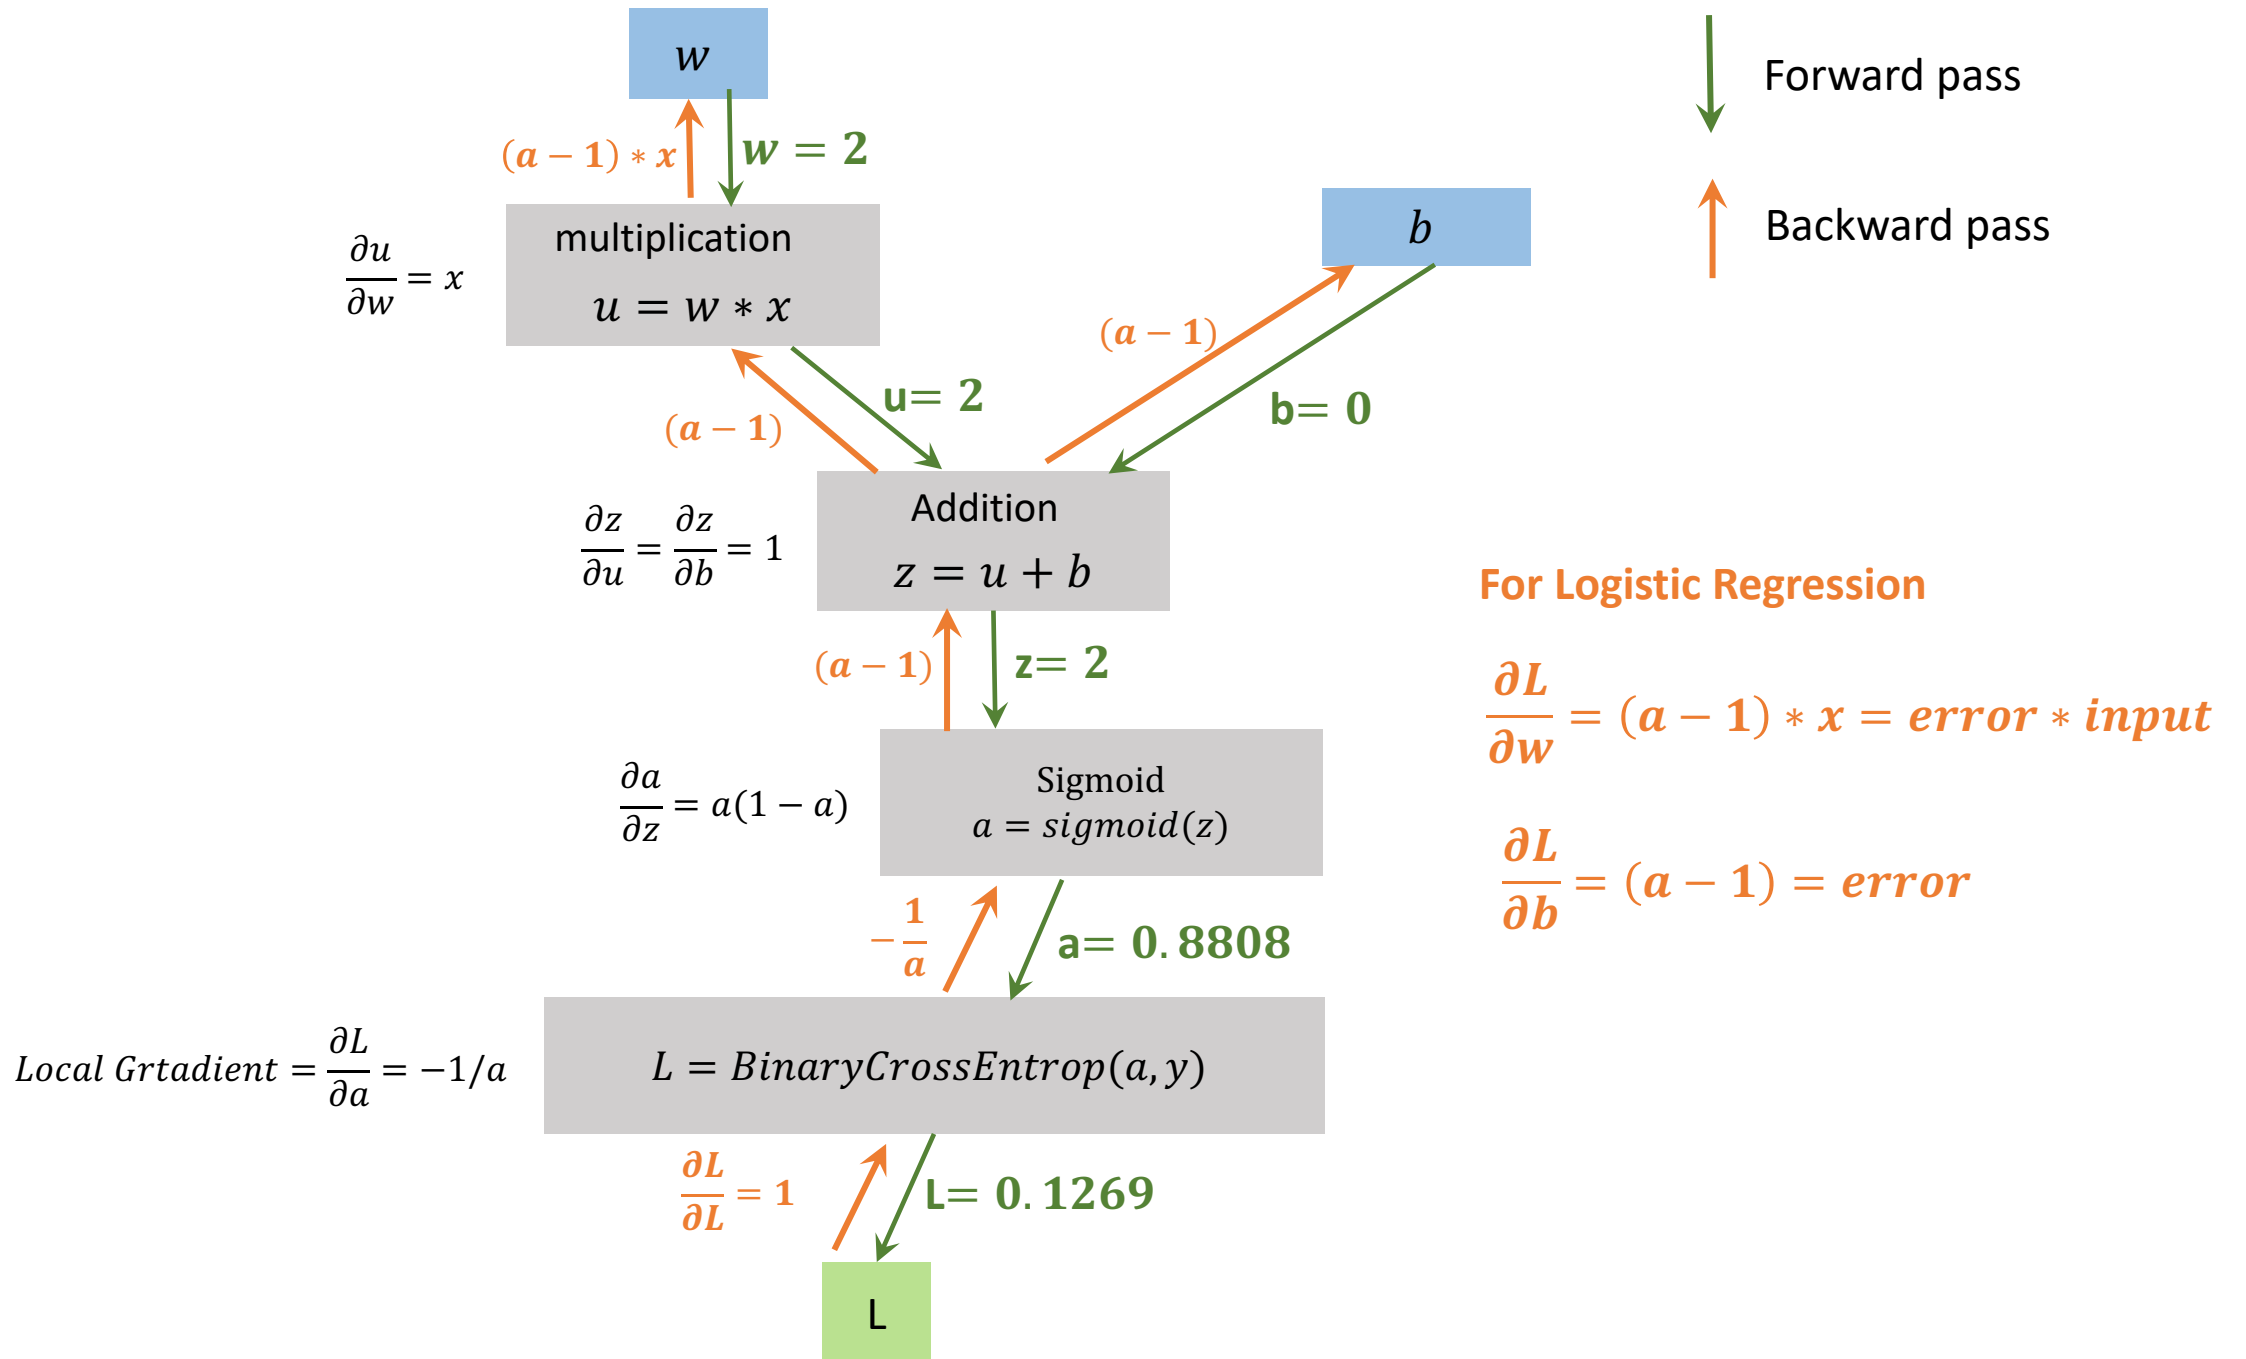 w
Forward pass
(a − 1) ∗ x
w = 2
Backward pass
multiplication
u = w ∗ x
∂u/∂w = x
b
(a − 1)
b= 0
u= 2
(a − 1)
Addition
z = u + b
∂z/∂u = ∂z/∂b = 1
For Logistic Regression
(a − 1)
z= 2
∂L/∂w = (a − 1) ∗ x = error ∗ input
Sigmoid
a = sigmoid(z)
∂a/∂z = a(1 − a)
∂L/∂b = (a − 1) = error
−1/a
a= 0.8808
Local Grtadient = ∂L/∂a = −1/a
L = BinaryCrossEntrop(a, y)
∂L/∂L = 1
L= 0.1269
L